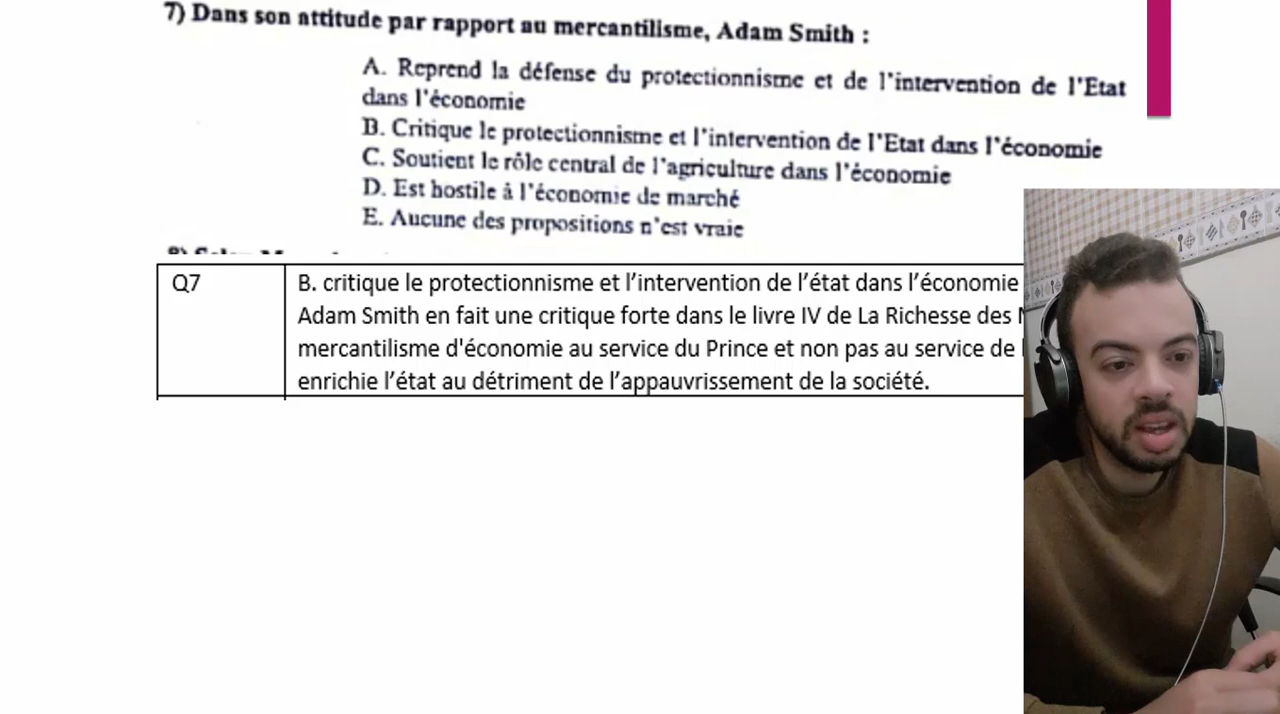 7) Dans son attitude par rapport au mercantilisme, Adam Smith :
A. Reprend la défense du protectionnisme et de l'intervention de l'Etat
dans l'économie
B. Critique le protectionnisme et l'intervention de l'Etat dans l'économie
C. Soutient le rôle central de l'agriculture dans l'économie
D. Est hostile à l'économie de marché
E. Aucune des propositions n'est vraie
Q7
B. critique le protectionnisme et l'intervention de l'état dans l'économie
Adam Smith en fait une critique forte dans le livre IV de La Richesse des
mercantilisme d'économie au service du Prince et non pas au service de
enrichie l'état au détriment de l'appauvrissement de la société.